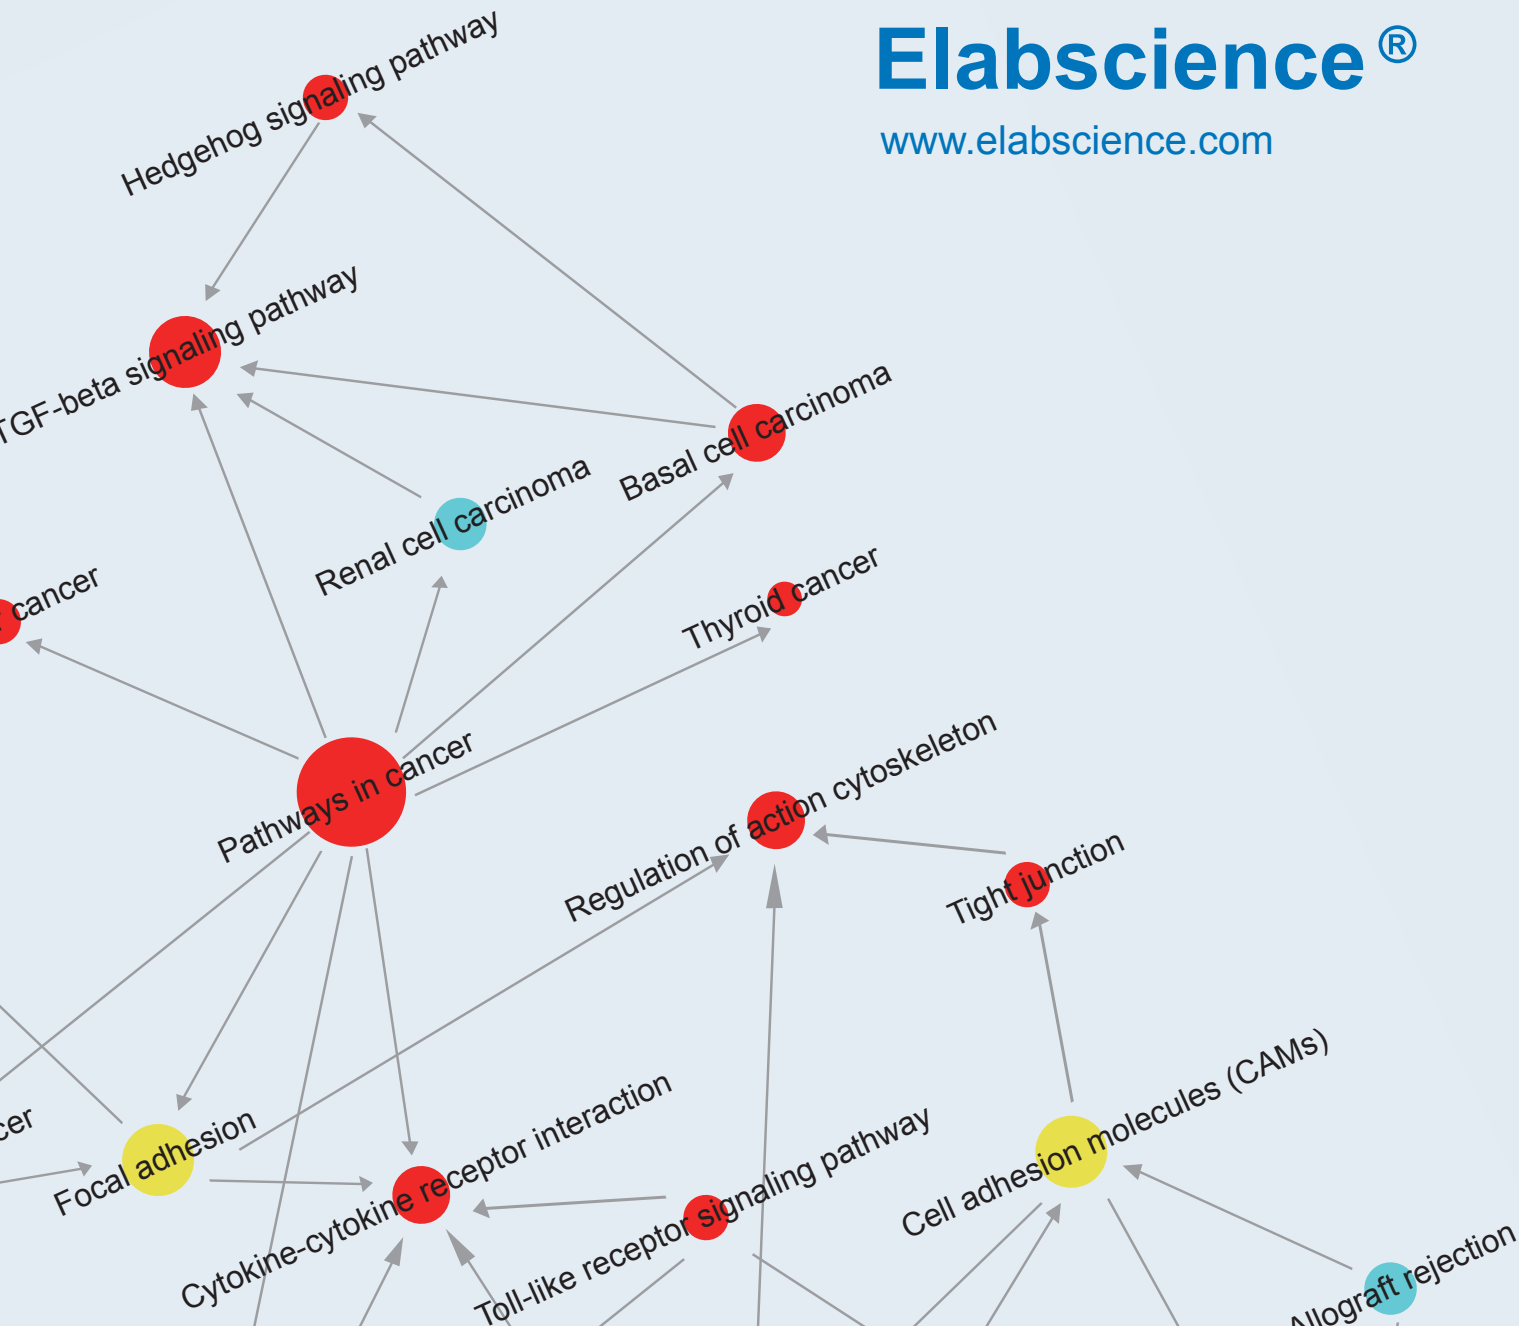 Elabscience®
www.elabscience.com
Hedgehog signaling pathway
TGF-beta signaling pathway
Basal cell carcinoma
Renal cell carcinoma
Thyroid cancer
cancer
Pathways in cancer
Regulation of action cytoskeleton
Tight junction
Cell adhesion molecules (CAMs)
Focal adhesion
Cytokine-cytokine receptor interaction
Toll-like receptor signaling pathway
Allograft rejection